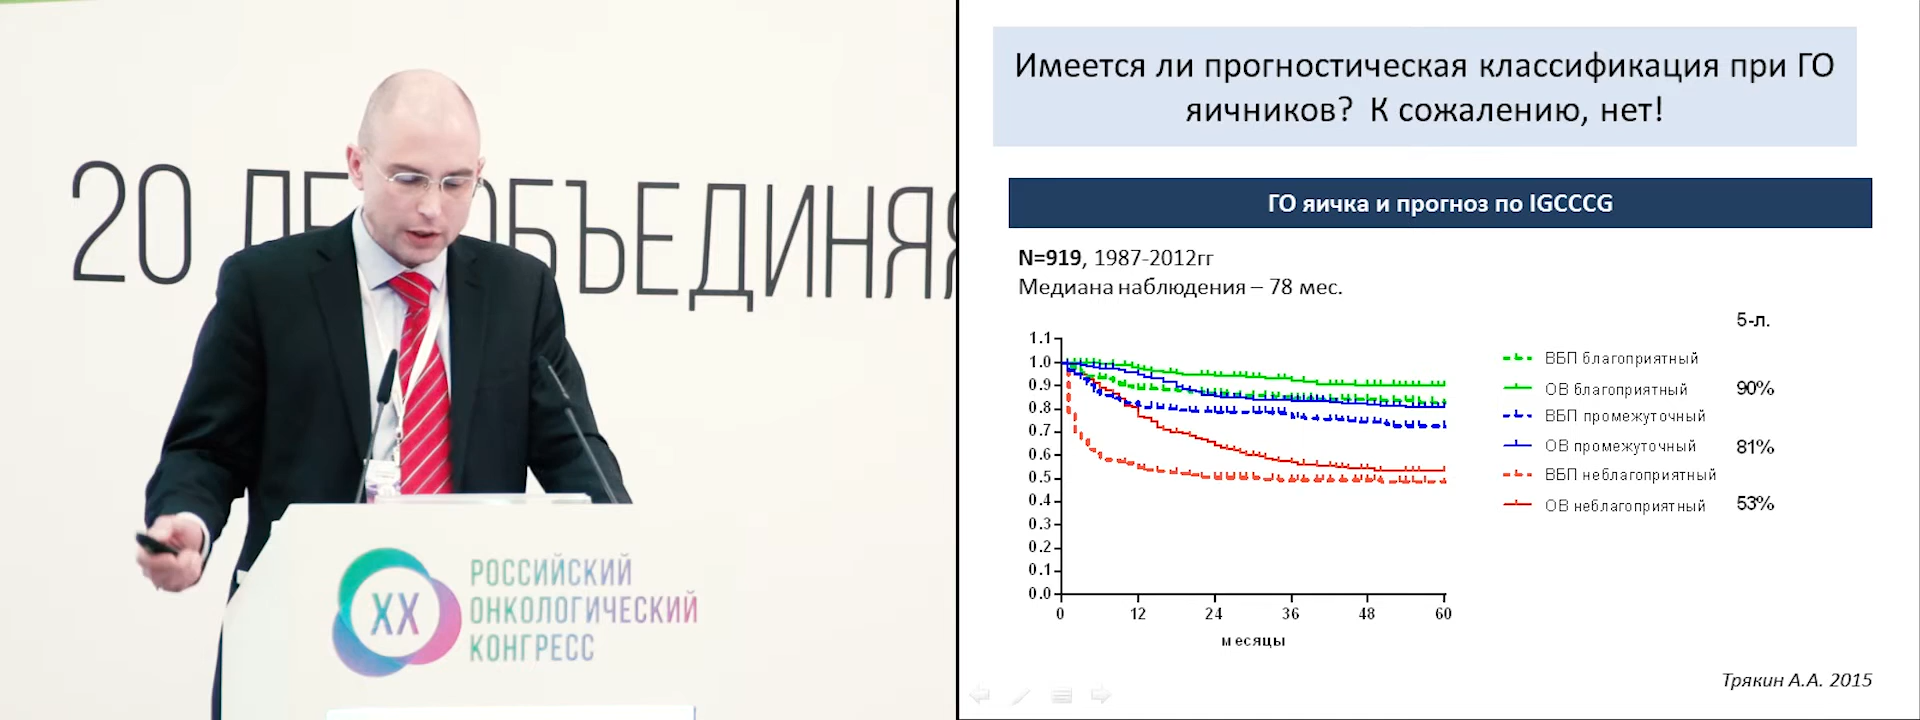 20 ОБЪЕДИНЯЯ
XX
РОССИЙСКИЙ
ОНКОЛОГИЧЕСКИЙ
КОНГРЕСС
Имеется ли прогностическая классификация при ГО
яичников? К сожалению, нет!
ГО яичка и прогноз по IGCCCG
N=919, 1987-2012гг
Медиана наблюдения – 78 мес.
5-л.
1.1
1.0
0.9
0.8
0.7
0.6
0.5
0.4
0.3
0.2
0.1
0.0
0 12 24 36 48 60
месяцы
ВБП благоприятный
ОВ благоприятный 90%
ВБП промежуточный
ОВ промежуточный 81%
ВБП неблагоприятный
ОВ неблагоприятный 53%
Трякин А.А. 2015